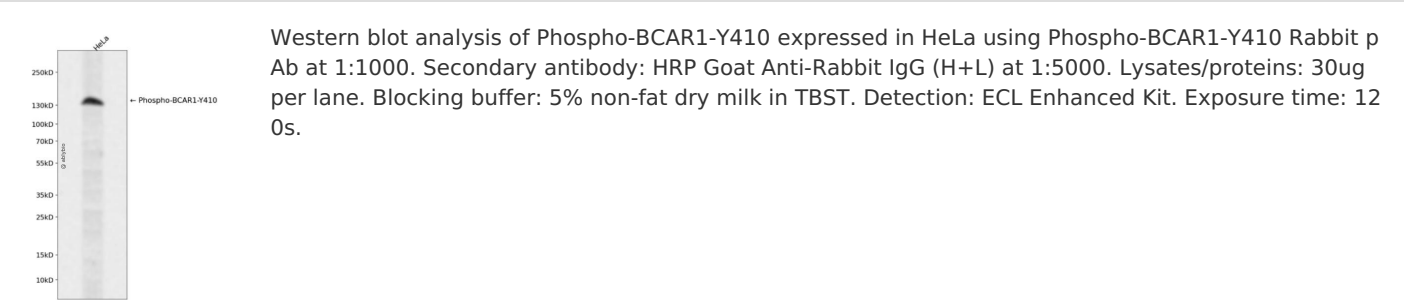 HeLa
250kD
130kD
100kD
70kD
55kD
35kD
25kD
15kD
10kD
← Phospho-BCAR1-Y410
Western blot analysis of Phospho-BCAR1-Y410 expressed in HeLa using Phospho-BCAR1-Y410 Rabbit p
Ab at 1:1000. Secondary antibody: HRP Goat Anti-Rabbit IgG (H+L) at 1:5000. Lysates/proteins: 30ug
per lane. Blocking buffer: 5% non-fat dry milk in TBST. Detection: ECL Enhanced Kit. Exposure time: 12
0s.